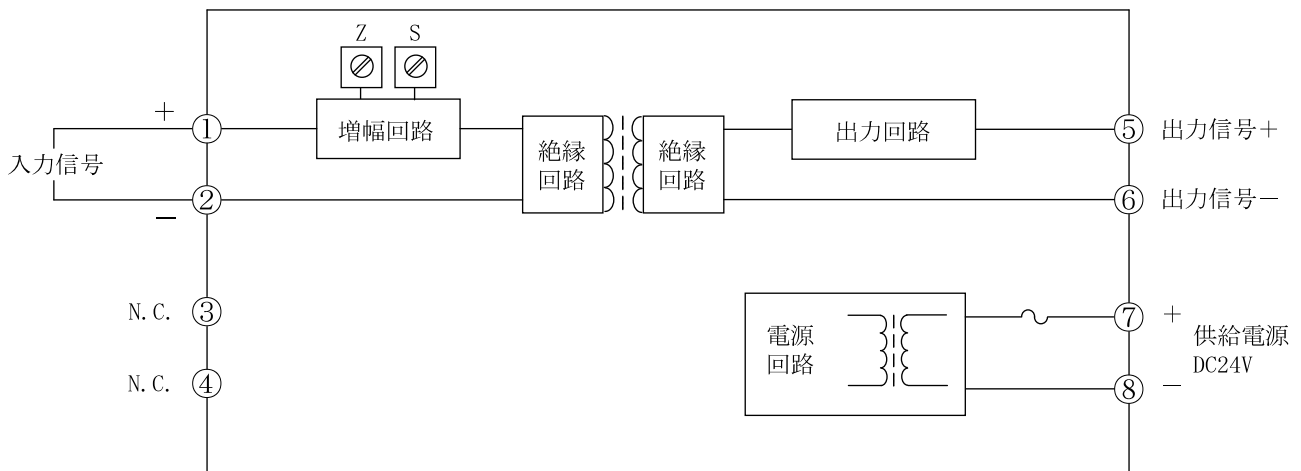 Z S
+
① 増幅回路 出力回路 ⑤ 出力信号+
入力信号
絶縁
回路
絶縁
回路
② ⑥ 出力信号-
-
N.C. ③
電源
回路
⑦ +
供給電源
DC24V
N.C. ④
⑧ -